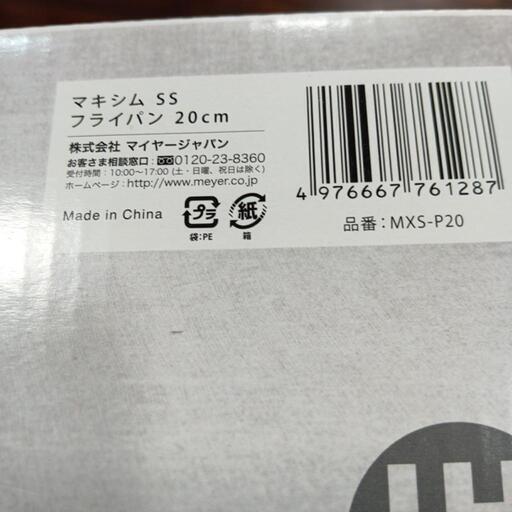 マキシム SS
フライパン 20cm
株式会社 マイヤージャパン
お客さま相談窓口:0120-23-8360
受付時間:10:00〜17:00(土・日曜、祝日は除く)
ホームページ:http://www.meyer.co.jp
Made in China
プラ
袋:PE
紙
箱
4 976667 761287
品番:MXS-P20